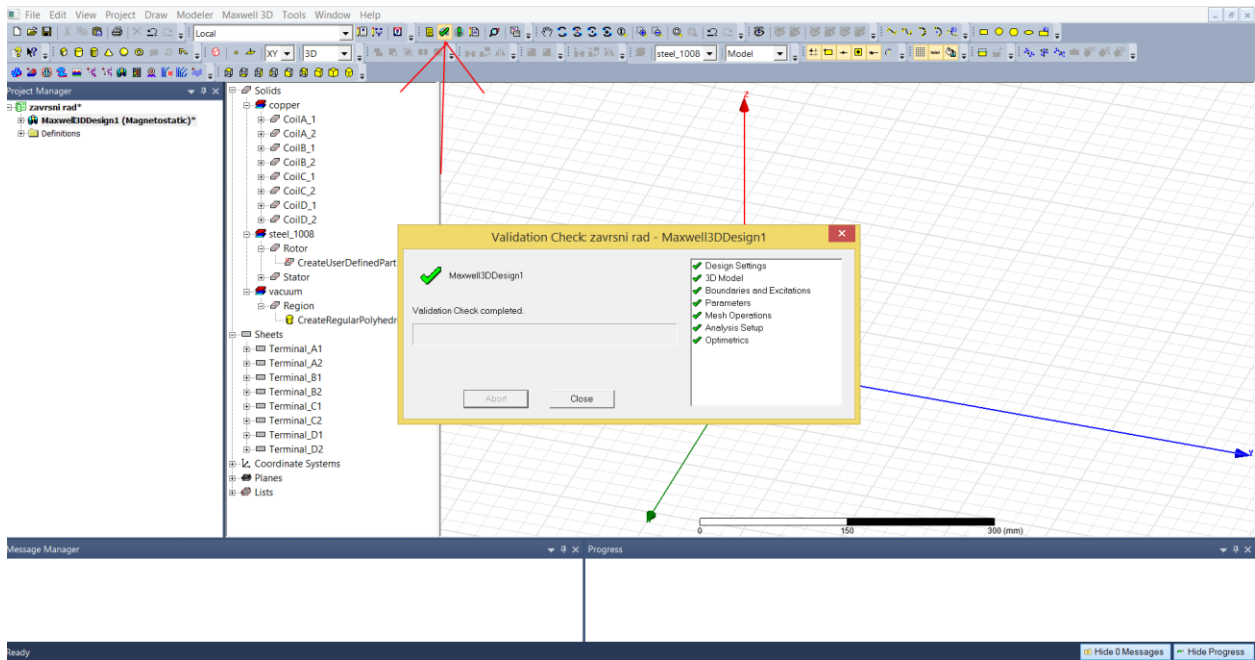 File Edit View Project Draw Modeler Maxwell 3D Tools Window Help
Local
XY 3D steel_1008 Model
Project Manager
zavrsni rad*
Maxwell3DDesign1 (Magnetostatic)*
Definitions
Solids
copper
CoilA_1
CoilA_2
CoilB_1
CoilB_2
CoilC_1
CoilC_2
CoilD_1
CoilD_2
steel_1008
Rotor
CreateUserDefinedPart
Stator
vacuum
Region
CreateRegularPolyhedr
Sheets
Terminal_A1
Terminal_A2
Terminal_B1
Terminal_B2
Terminal_C1
Terminal_C2
Terminal_D1
Terminal_D2
Coordinate Systems
Planes
Lists
Z
Validation Check: zavrsni rad - Maxwell3DDesign1
Maxwell3DDesign1
Validation Check completed.
Abort Close
Design Settings
3D Model
Boundaries and Excitations
Parameters
Mesh Operations
Analysis Setup
Optimetrics
Y
0 150 300 (mm)
Message Manager
Progress
Ready
Hide 0 Messages Hide Progress